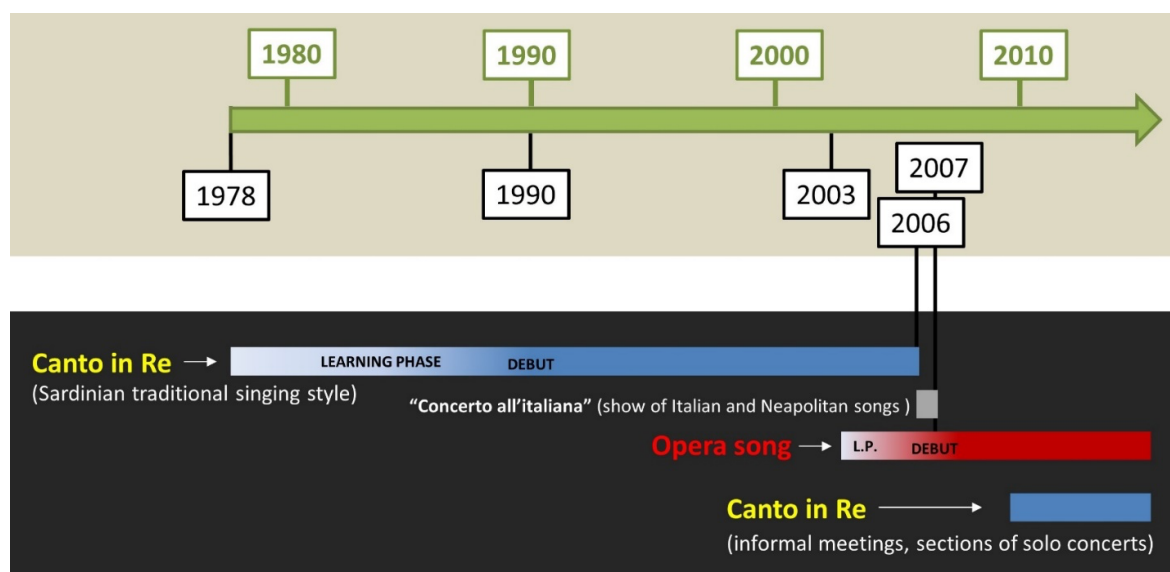 1980
1990
2000
2010
2007
1978
1990
2003
2006
Canto in Re
LEARNING PHASE
DEBUT
(Sardinian traditional singing style)
“Concerto all’italiana” (show of Italian and Neapolitan songs )
Opera song
L.P.
DEBUT
Canto in Re
(informal meetings, sections of solo concerts)